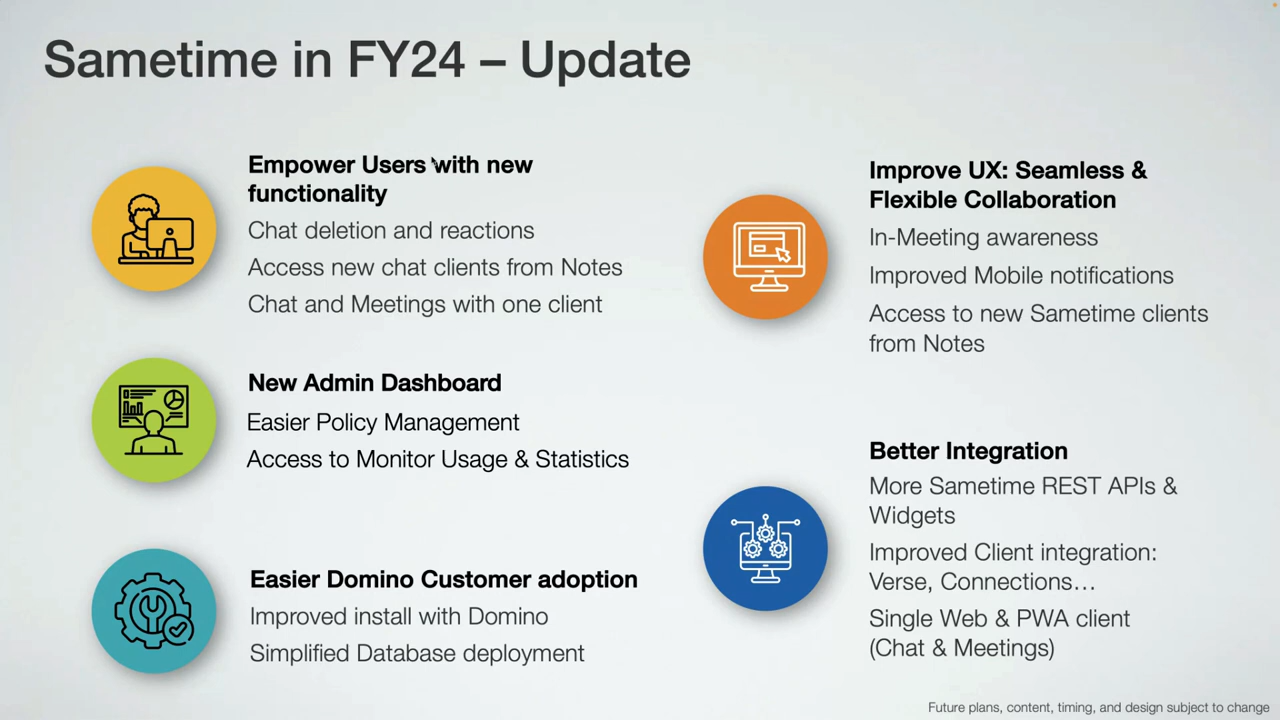 Sametime in FY24 – Update
Empower Users with new
functionality
Chat deletion and reactions
Access new chat clients from Notes
Chat and Meetings with one client
New Admin Dashboard
Easier Policy Management
Access to Monitor Usage & Statistics
Easier Domino Customer adoption
Improved install with Domino
Simplified Database deployment
Improve UX: Seamless &
Flexible Collaboration
In-Meeting awareness
Improved Mobile notifications
Access to new Sametime clients
from Notes
Better Integration
More Sametime REST APIs &
Widgets
Improved Client integration:
Verse, Connections…
Single Web & PWA client
(Chat & Meetings)
Future plans, content, timing, and design subject to change